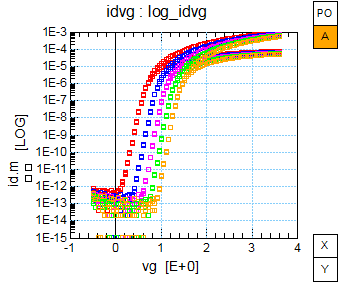 idvg : log_idvg
PO
A
1E-3
1E-4
1E-5
1E-6
1E-7
1E-8
1E-9
1E-10
1E-11
1E-12
1E-13
1E-14
1E-15
id.m [LOG]
-1 0 1 2 3 4
vg [E+0]
X
Y